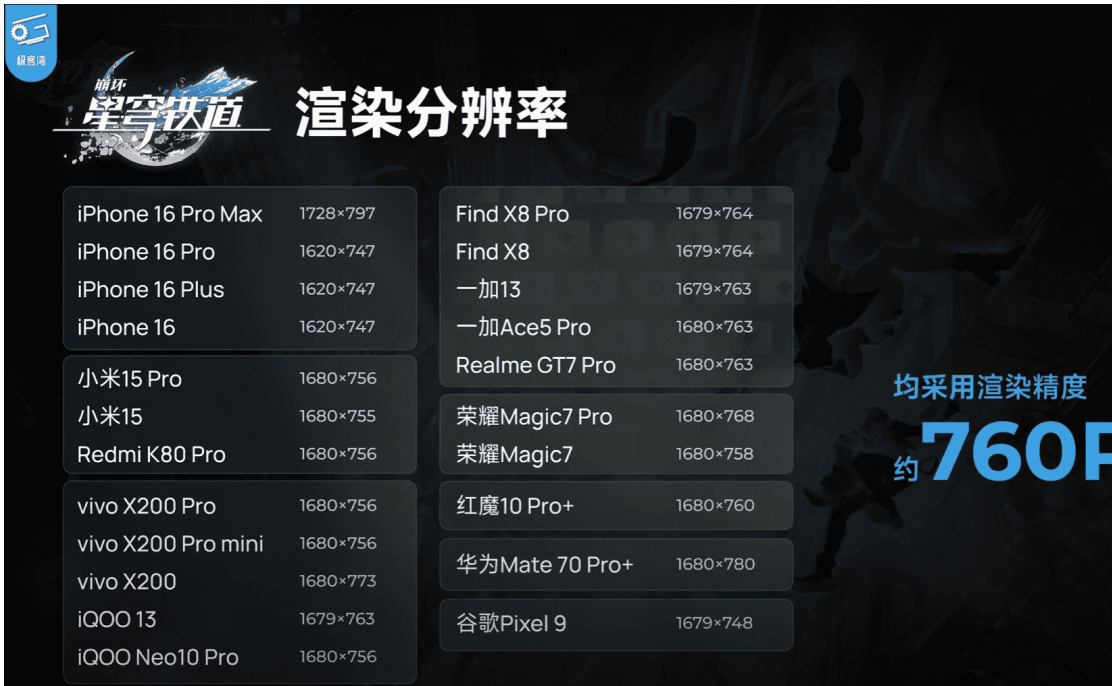 极客湾
崩坏
星穹铁道
渲染分辨率
iPhone 16 Pro Max 1728×797
iPhone 16 Pro 1620×747
iPhone 16 Plus 1620×747
iPhone 16 1620×747
小米15 Pro 1680×756
小米15 1680×755
Redmi K80 Pro 1680×756
vivo X200 Pro 1680×756
vivo X200 Pro mini 1680×756
vivo X200 1680×773
iQOO 13 1679×763
iQOO Neo10 Pro 1680×756
Find X8 Pro 1679×764
Find X8 1679×764
一加13 1679×763
一加Ace5 Pro 1680×763
Realme GT7 Pro 1680×763
荣耀Magic7 Pro 1680×768
荣耀Magic7 1680×758
红魔10 Pro+ 1680×760
华为Mate 70 Pro+ 1680×780
谷歌Pixel 9 1679×748
均采用渲染精度
约 760P